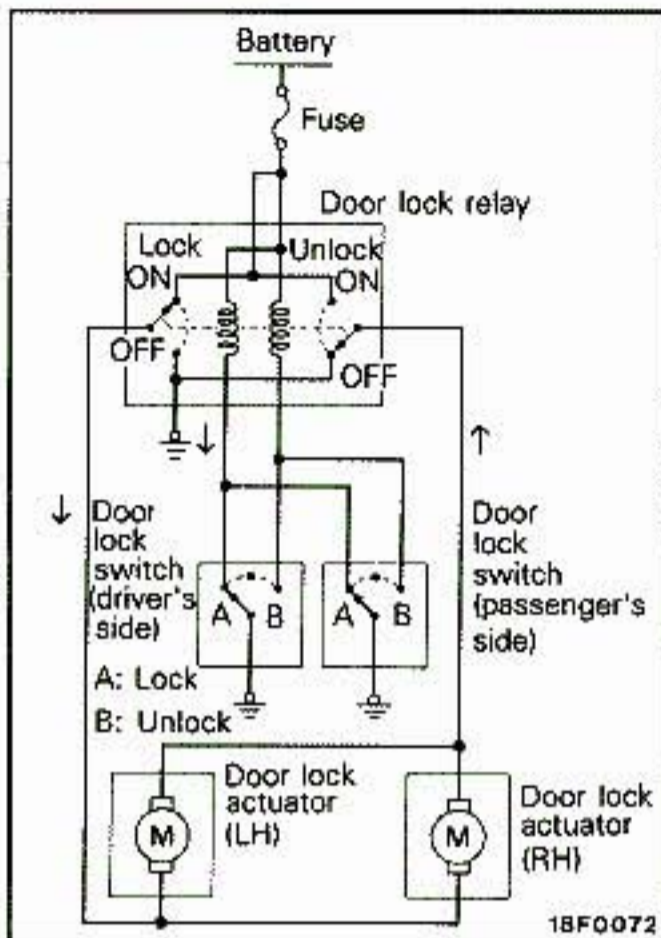 Battery
Fuse
Door lock relay
Lock
Unlock
ON
ON
OFF
OFF
Door
lock
switch
(driver's
side)
Door
lock
switch
(passenger's
side)
A
B
A
B
A: Lock
B: Unlock
Door lock
actuator
(LH)
Door lock
actuator
(RH)
M
M
18F0072